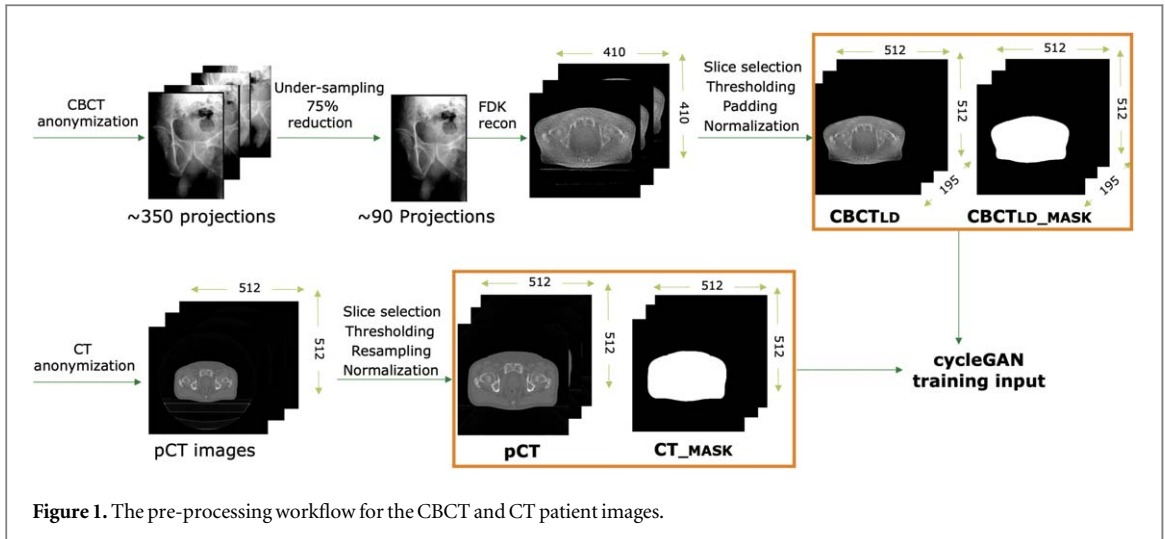 CBCT
anonymization
~350 projections
Under-sampling
75%
reduction
~90 Projections
FDK
recon
410
410
Slice selection
Thresholding
Padding
Normalization
512
512
195
CBCTLD
512
512
195
CBCTLD_MASK
CT
anonymization
512
512
pCT images
Slice selection
Thresholding
Resampling
Normalization
512
512
pCT
512
512
CT_MASK
cycleGAN
training input
Figure 1. The pre-processing workflow for the CBCT and CT patient images.